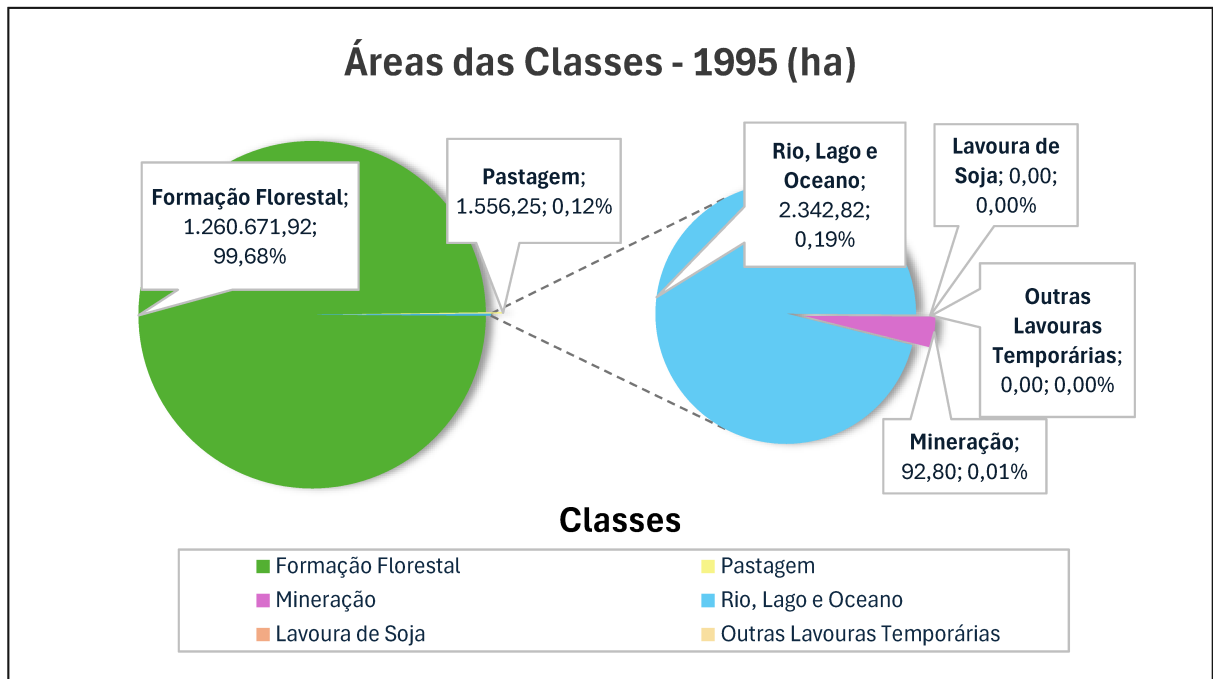 Áreas das Classes - 1995 (ha)
Formação Florestal;
1.260.671,92;
99,68%
Pastagem;
1.556,25; 0,12%
Rio, Lago e
Oceano;
2.342,82;
0,19%
Lavoura de
Soja; 0,00;
0,00%
Outras
Lavouras
Temporárias;
0,00; 0,00%
Mineração;
92,80; 0,01%
Classes
Formação Florestal
Pastagem
Mineração
Rio, Lago e Oceano
Lavoura de Soja
Outras Lavouras Temporárias